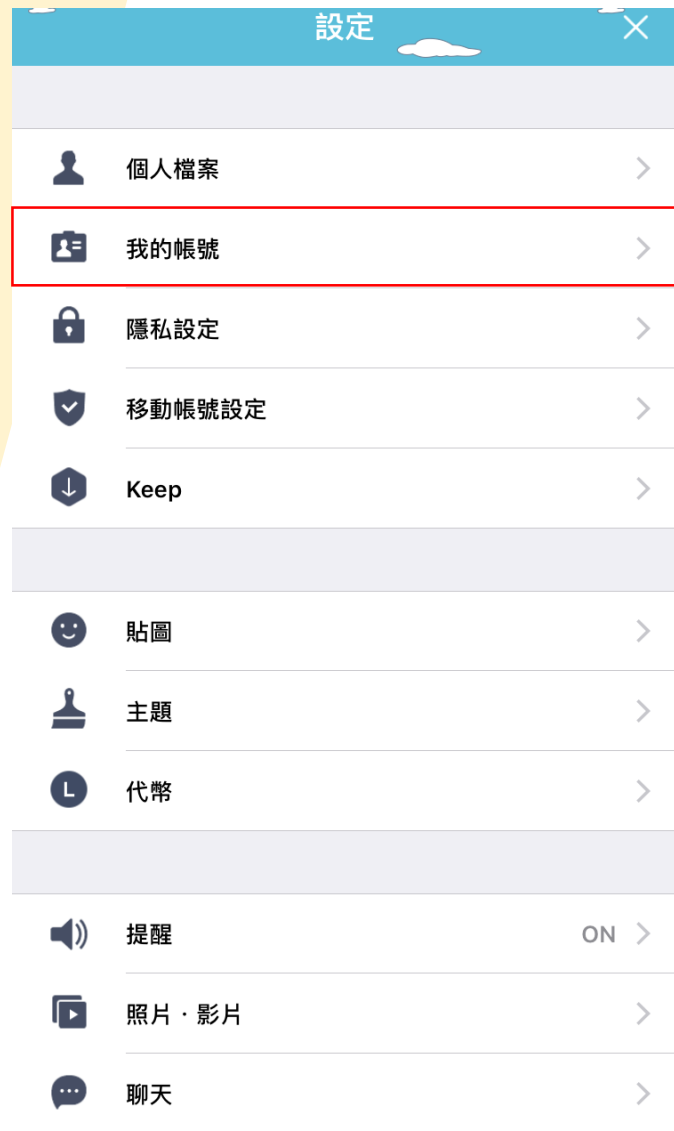 設定
個人檔案
我的帳號
隱私設定
移動帳號設定
Keep
貼圖
主題
L
代幣
提醒
ON
照片・影片
聊天